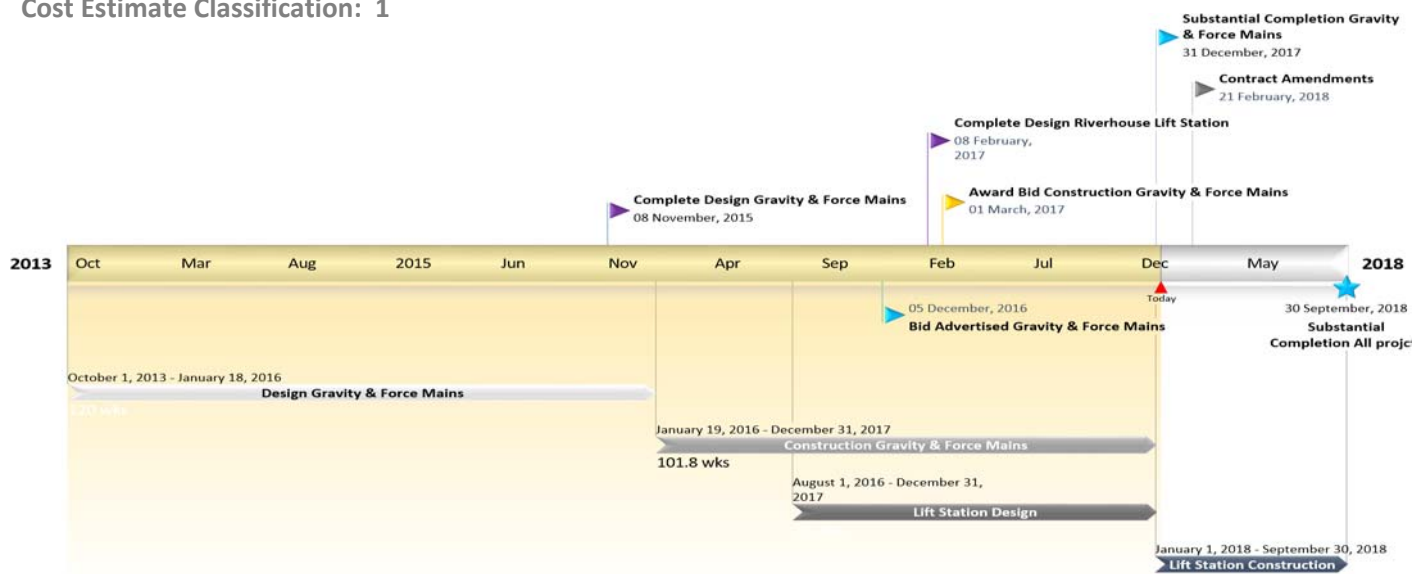 Cost Estimate Classification: 1
Substantial Completion Gravity
& Force Mains
31 December, 2017
Contract Amendments
21 February, 2018
Complete Design Riverhouse Lift Station
08 February,
2017
Complete Design Gravity & Force Mains
08 November, 2015
Award Bid Construction Gravity & Force Mains
01 March, 2017
2013 Oct Mar Aug 2015 Jun Nov Apr Sep Feb Jul Dec May 2018
Today
05 December, 2016
Bid Advertised Gravity & Force Mains
30 September, 2018
Substantial
Completion All projct
October 1, 2013 - January 18, 2016
Design Gravity & Force Mains
120 wks
January 19, 2016 - December 31, 2017
Construction Gravity & Force Mains
101.8 wks
August 1, 2016 - December 31,
2017
Lift Station Design
January 1, 2018 - September 30, 2018
Lift Station Construction